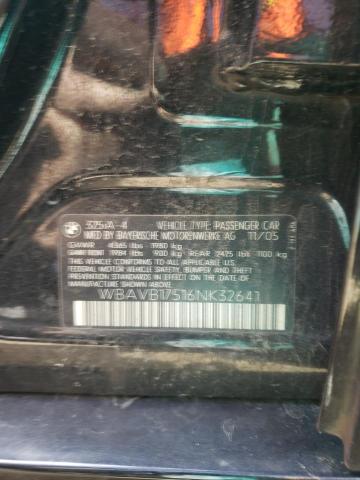 325iA-4 VEHICLE TYPE: PASSENGER CAR
MFD BY BAYERISCHE MOTORENWERKE AG 11/05
GVWR 4365 lbs 1980 kg
GAWR FRONT 1984 lbs 900 kg REAR 2425 lbs 1100 kg
THIS VEHICLE CONFORMS TO ALL APPLICABLE U.S.
FEDERAL MOTOR VEHICLE SAFETY, BUMPER AND THEFT
PREVENTION STANDARDS IN EFFECT ON THE DATE OF
MANUFACTURE SHOWN ABOVE.
WBAVB17516NK32641